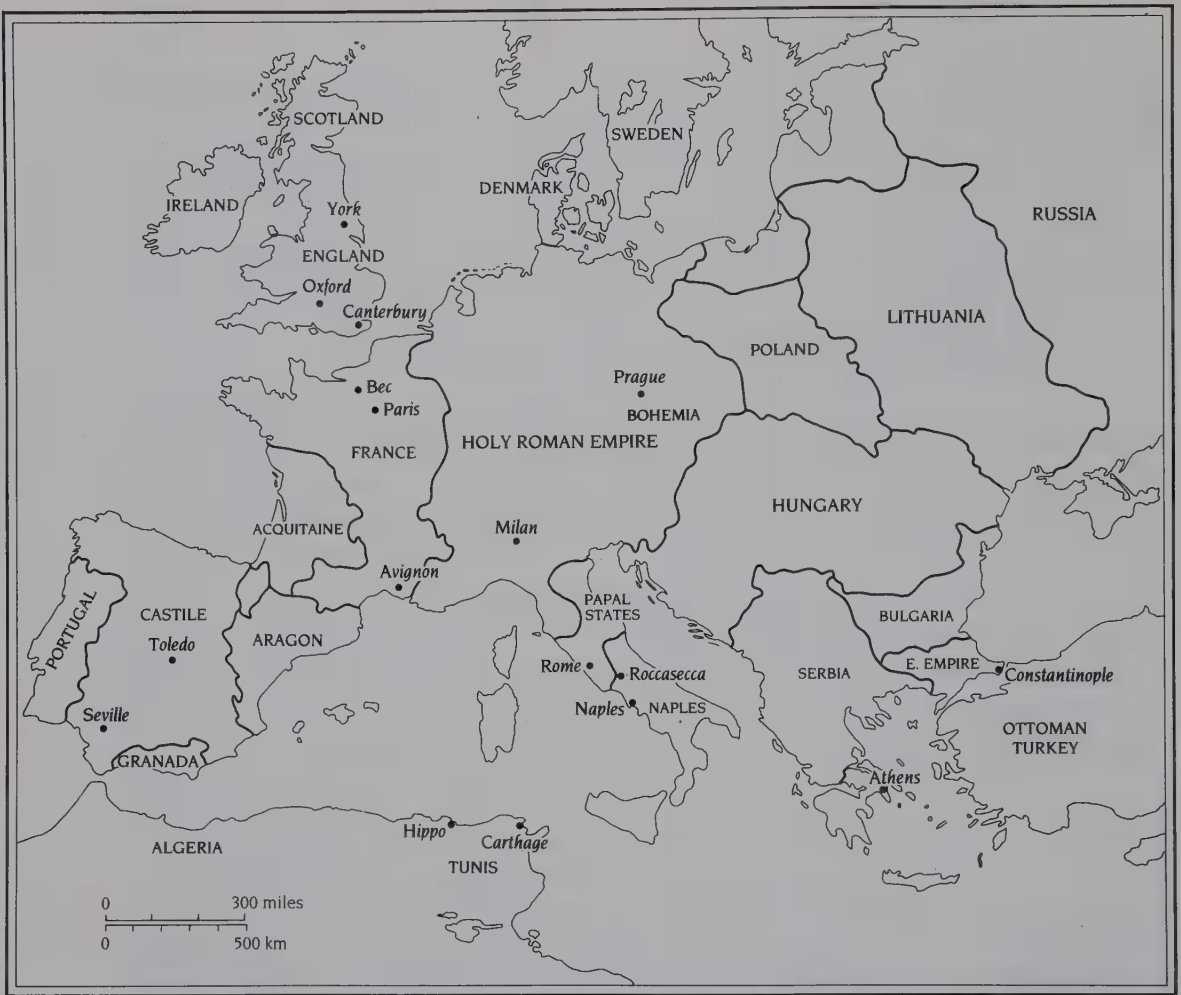 SCOTLAND
SWEDEN
DENMARK
IRELAND
York
RUSSIA
ENGLAND
Oxford
Canterbury
LITHUANIA
POLAND
Prague
Bec
BOHEMIA
Paris
HOLY ROMAN EMPIRE
FRANCE
HUNGARY
ACQUITAINE
Milan
Avignon
PORTUGAL
CASTILE
PAPAL
STATES
BULGARIA
ARAGON
Toledo
Rome
Roccasecca
SERBIA
E. EMPIRE
Constantinople
Naples
NAPLES
Seville
OTTOMAN
TURKEY
GRANADA
Athens
Hippo
Carthage
ALGERIA
TUNIS
0 300 miles
0 500 km